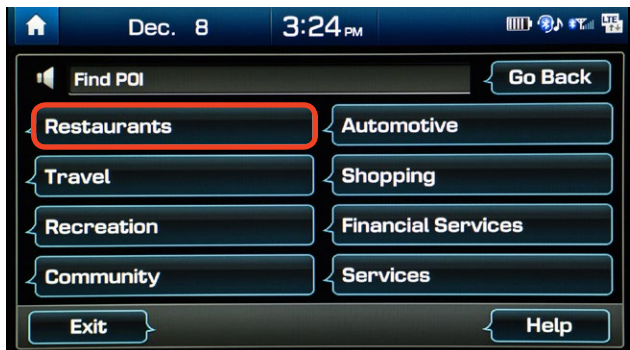 Dec. 8 3:24 PM LTE
Find POI Go Back
Restaurants Automotive
Travel Shopping
Recreation Financial Services
Community Services
Exit Help